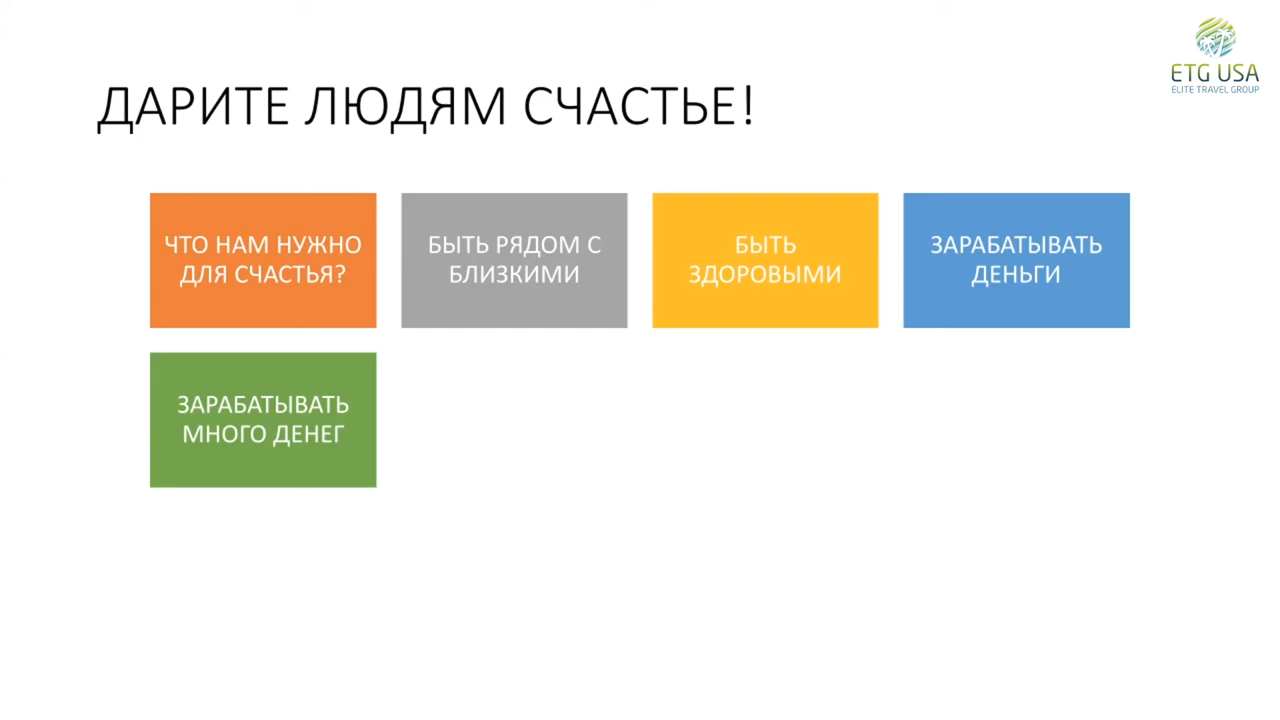 ETG USA
ELITE TRAVEL GROUP
ДАРИТЕ ЛЮДЯМ СЧАСТЬЕ!
ЧТО НАМ НУЖНО
ДЛЯ СЧАСТЬЯ?
БЫТЬ РЯДОМ С
БЛИЗКИМИ
БЫТЬ
ЗДОРОВЫМИ
ЗАРАБАТЫВАТЬ
ДЕНЬГИ
ЗАРАБАТЫВАТЬ
МНОГО ДЕНЕГ